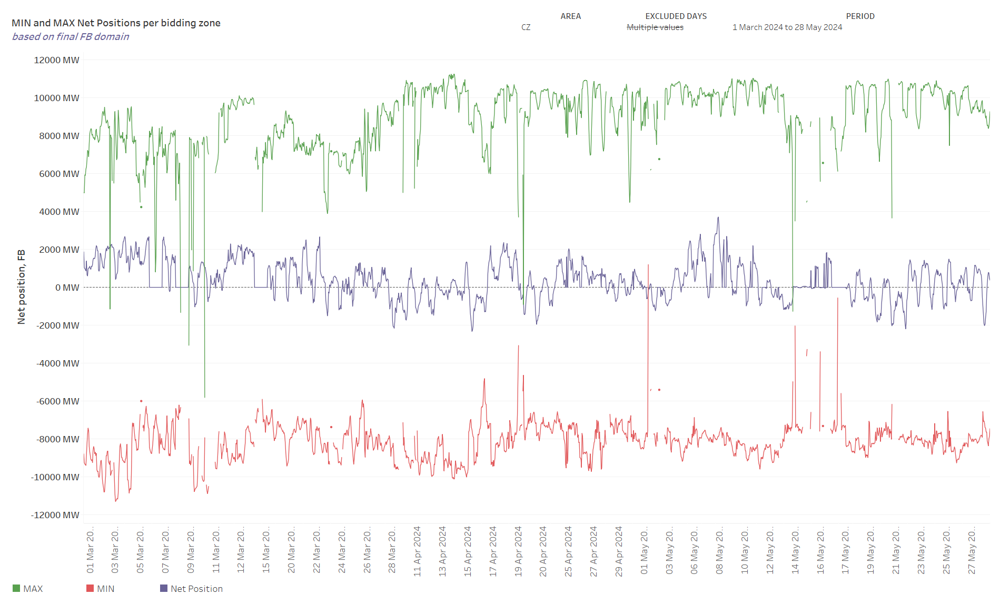 MIN and MAX Net Positions per bidding zone
based on final FB domain
AREA
EXCLUDED DAYS
PERIOD
CZ
Multiple values
1 March 2024 to 28 May 2024
Net position, FB
12000 MW
10000 MW
8000 MW
6000 MW
4000 MW
2000 MW
0 MW
-2000 MW
-4000 MW
-6000 MW
-8000 MW
-10000 MW
-12000 MW
01 Mar 20..
03 Mar 20..
05 Mar 20..
07 Mar 20..
09 Mar 20..
11 Mar 20..
12 Mar 20..
15 Mar 20..
20 Mar 20..
22 Mar 20..
24 Mar 20..
26 Mar 20..
28 Mar 20..
11 Apr 2024
13 Apr 2024
15 Apr 2024
17 Apr 2024
19 Apr 2024
20 Apr 2024
25 Apr 2024
27 Apr 2024
29 Apr 2024
01 May 20..
03 May 20..
06 May 20..
08 May 20..
10 May 20..
12 May 20..
14 May 20..
16 May 20..
17 May 20..
19 May 20..
21 May 20..
23 May 20..
25 May 20..
27 May 20..
MAX
MIN
Net Position